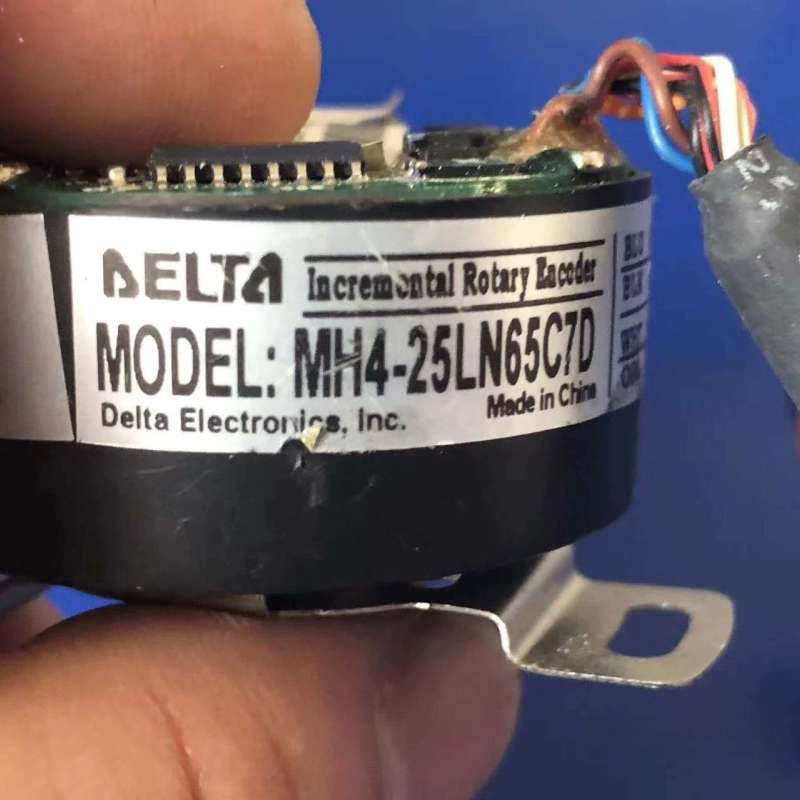 DELTA
Incremental Rotary Encoder
MODEL: MH4-25LN65C7D
Delta Electronics, Inc.
Made in China